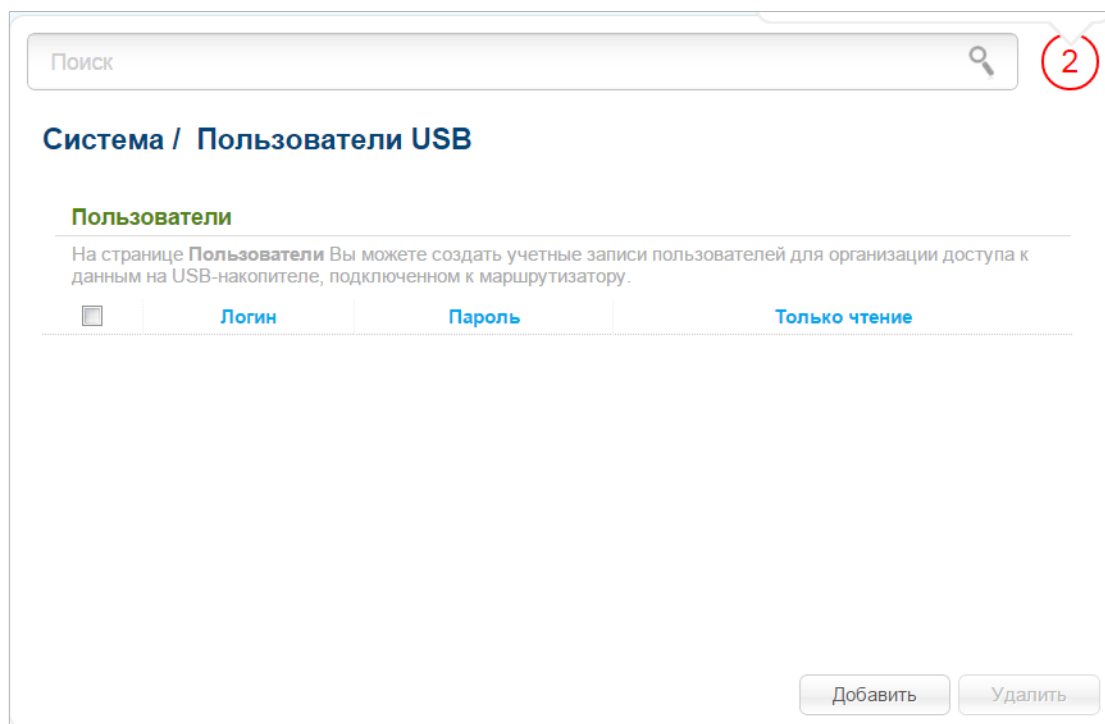 Поиск
2
Система / Пользователи USB
Пользователи
На странице Пользователи Вы можете создать учетные записи пользователей для организации доступа к
данным на USB-накопителе, подключенном к маршрутизатору.
Логин Пароль Только чтение
Добавить Удалить